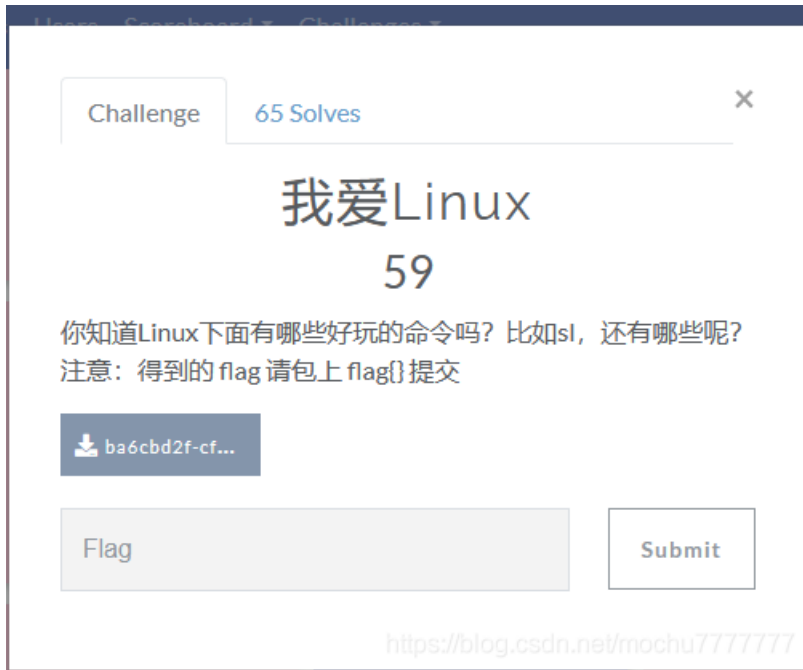 Users Scoreboard Challenges
Challenge 65 Solves ×
我爱Linux
59
你知道Linux下面有哪些好玩的命令吗？比如sl，还有哪些呢？
注意：得到的 flag 请包上 flag{} 提交
ba6cbd2f-cf...
Flag Submit
https://blog.csdn.net/mochu7777777